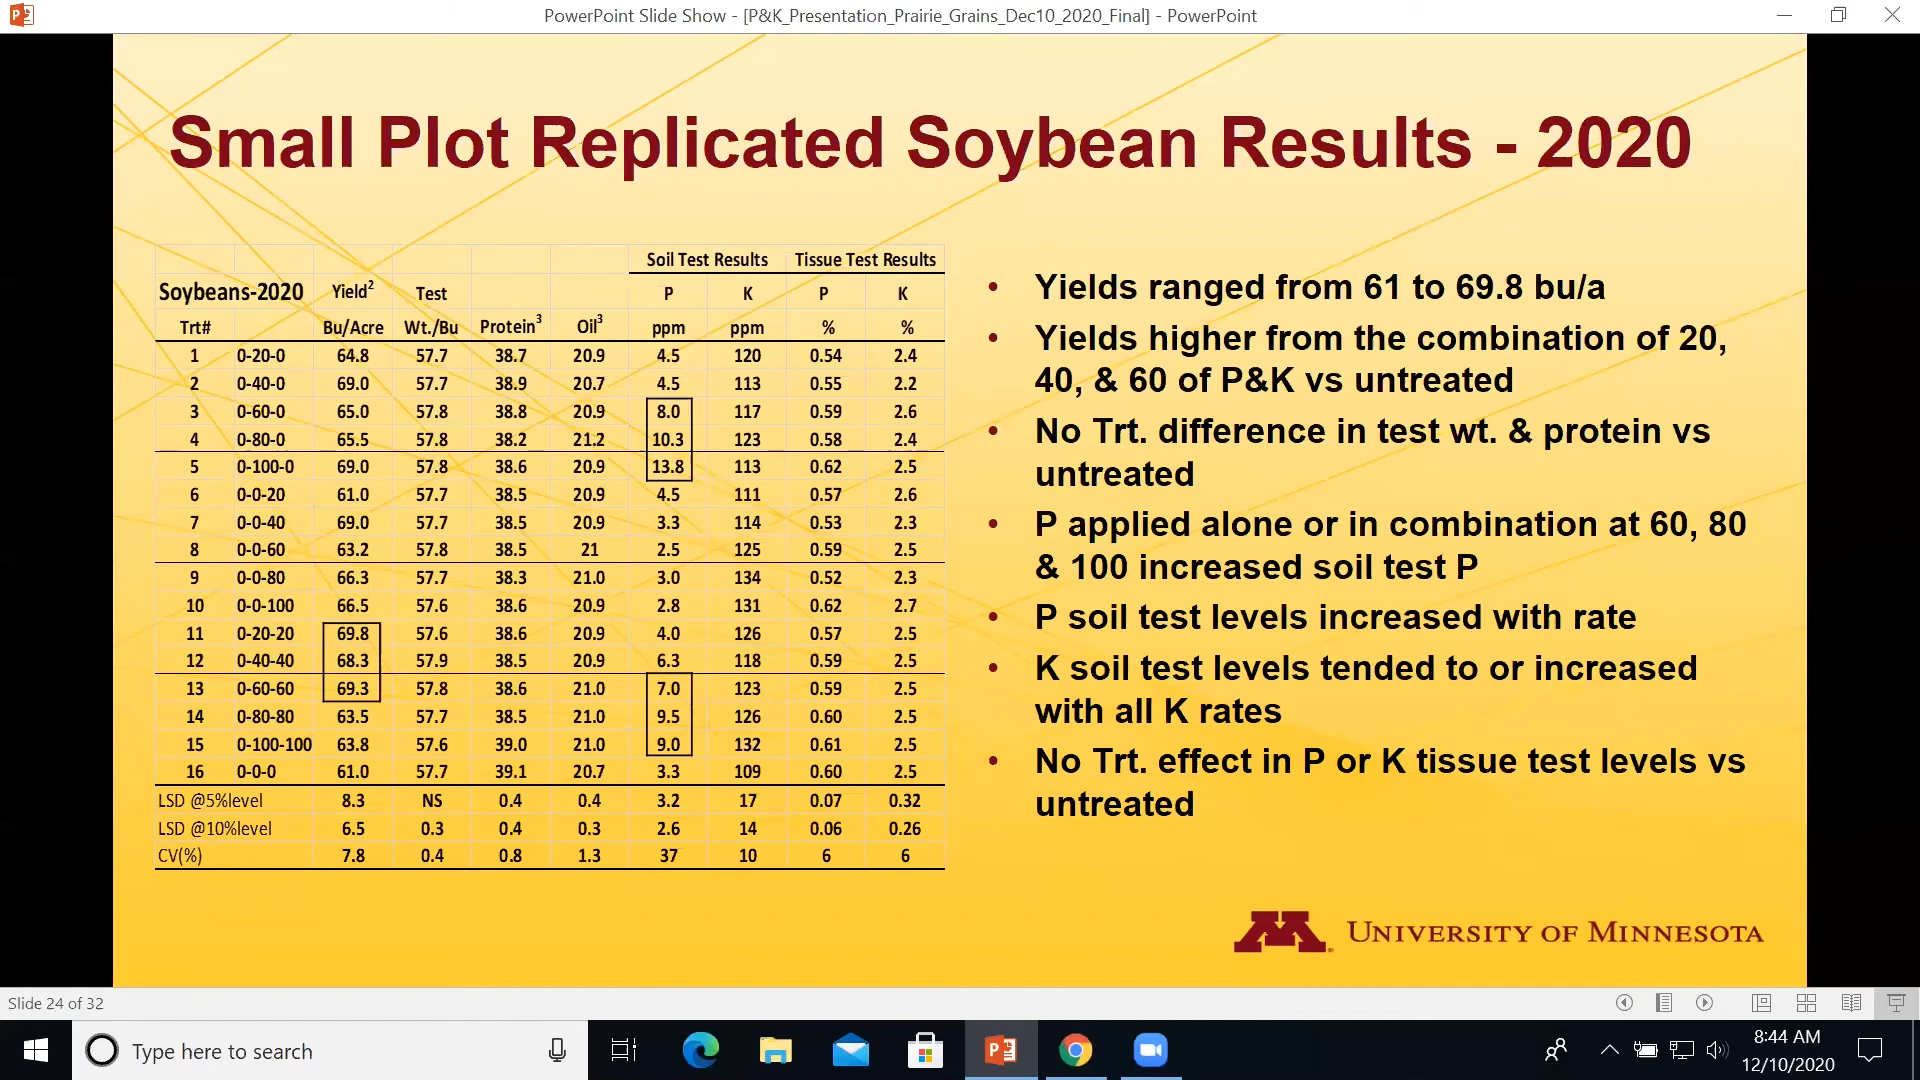 PowerPoint Slide Show - [P&K_Presentation_Prairie_Grains_Dec10_2020_Final] - PowerPoint
Small Plot Replicated Soybean Results - 2020
Soil Test Results Tissue Test Results
Soybeans-2020 Yield2 Test P K P K
Trt# Bu/Acre Wt./Bu Protein3 Oil3 ppm ppm % %
1 0-20-0 64.8 57.7 38.7 20.9 4.5 120 0.54 2.4
2 0-40-0 69.0 57.7 38.9 20.7 4.5 113 0.55 2.2
3 0-60-0 65.0 57.8 38.8 20.9 8.0 117 0.59 2.6
4 0-80-0 65.5 57.8 38.2 21.2 10.3 123 0.58 2.4
5 0-100-0 69.0 57.8 38.6 20.9 13.8 113 0.62 2.5
6 0-0-20 61.0 57.7 38.5 20.9 4.5 111 0.57 2.6
7 0-0-40 69.0 57.7 38.5 20.9 3.3 114 0.53 2.3
8 0-0-60 63.2 57.8 38.5 21 2.5 125 0.59 2.5
9 0-0-80 66.3 57.7 38.3 21.0 3.0 134 0.52 2.3
10 0-0-100 66.5 57.6 38.6 20.9 2.8 131 0.62 2.7
11 0-20-20 69.8 57.6 38.6 20.9 4.0 126 0.57 2.5
12 0-40-40 68.3 57.9 38.5 20.9 6.3 118 0.59 2.5
13 0-60-60 69.3 57.8 38.6 21.0 7.0 123 0.59 2.5
14 0-80-80 63.5 57.7 38.5 21.0 9.5 126 0.60 2.5
15 0-100-100 63.8 57.6 39.0 21.0 9.0 132 0.61 2.5
16 0-0-0 61.0 57.7 39.1 20.7 3.3 109 0.60 2.5
LSD @5%level 8.3 NS 0.4 0.4 3.2 17 0.07 0.32
LSD @10%level 6.5 0.3 0.4 0.3 2.6 14 0.06 0.26
CV(%) 7.8 0.4 0.8 1.3 37 10 6 6
• Yields ranged from 61 to 69.8 bu/a
• Yields higher from the combination of 20,
40, & 60 of P&K vs untreated
• No Trt. difference in test wt. & protein vs
untreated
• P applied alone or in combination at 60, 80
& 100 increased soil test P
• P soil test levels increased with rate
• K soil test levels tended to or increased
with all K rates
• No Trt. effect in P or K tissue test levels vs
untreated
M UNIVERSITY OF MINNESOTA
Slide 24 of 32
Type here to search
8:44 AM
12/10/2020